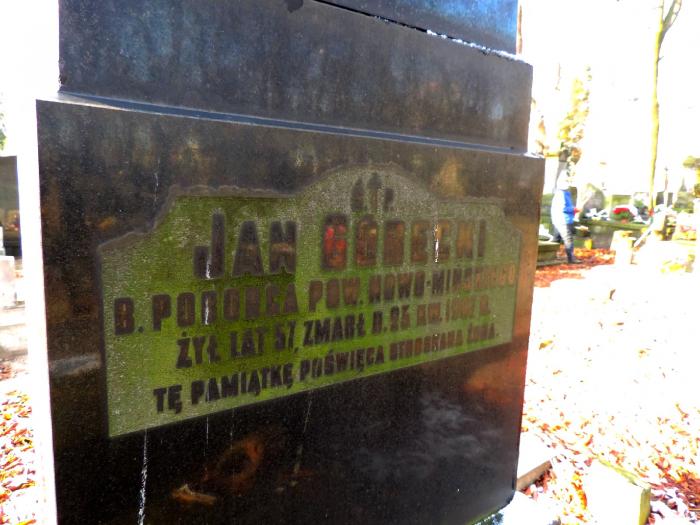 Ś.†P.
JAN GÓRECKI
B. POBORCA POW. NOWO-MIŃSKIEGO
ŻYŁ LAT 57, ZMARŁ D. R.
TĘ PAMIĄTKĘ POŚWIĘCA STROSKANA ŻONA.